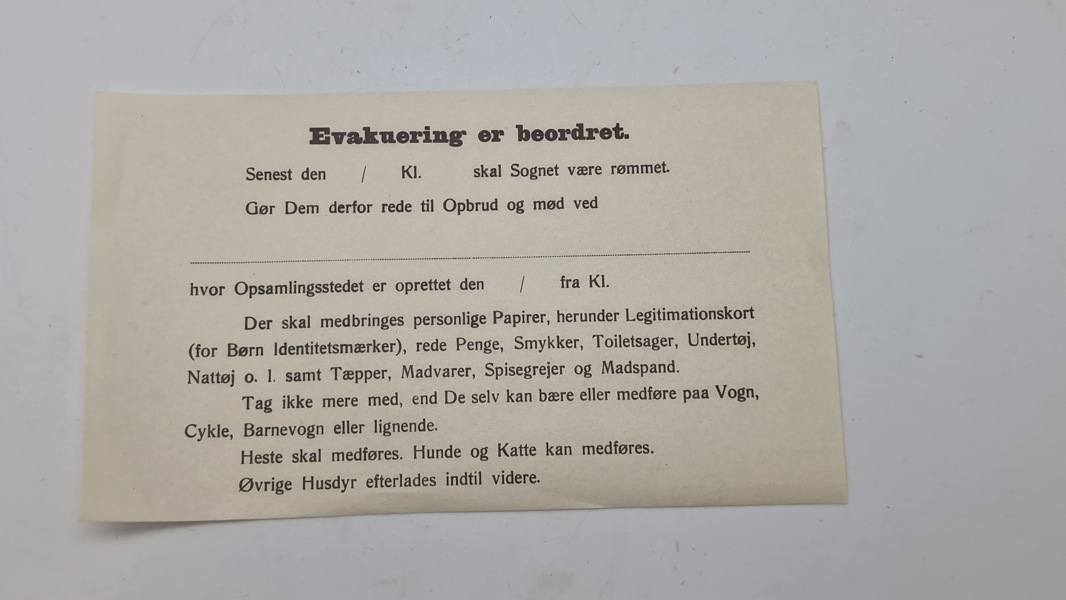 Evakuering er beordret.
Senest den / Kl. skal Sognet være rømmet.
Gør Dem derfor rede til Opbrud og mød ved
hvor Opsamlingsstedet er oprettet den / fra Kl.
Der skal medbringes personlige Papirer, herunder Legitimationskort
(for Børn Identitetsmærker), rede Penge, Smykker, Toiletsager, Undertøj,
Nattøj o. l. samt Tæpper, Madvarer, Spisegrejer og Madspand.
Tag ikke mere med, end De selv kan bære eller medføre paa Vogn,
Cykle, Barnevogn eller lignende.
Heste skal medføres. Hunde og Katte kan medføres.
Øvrige Husdyr efterlades indtil videre.